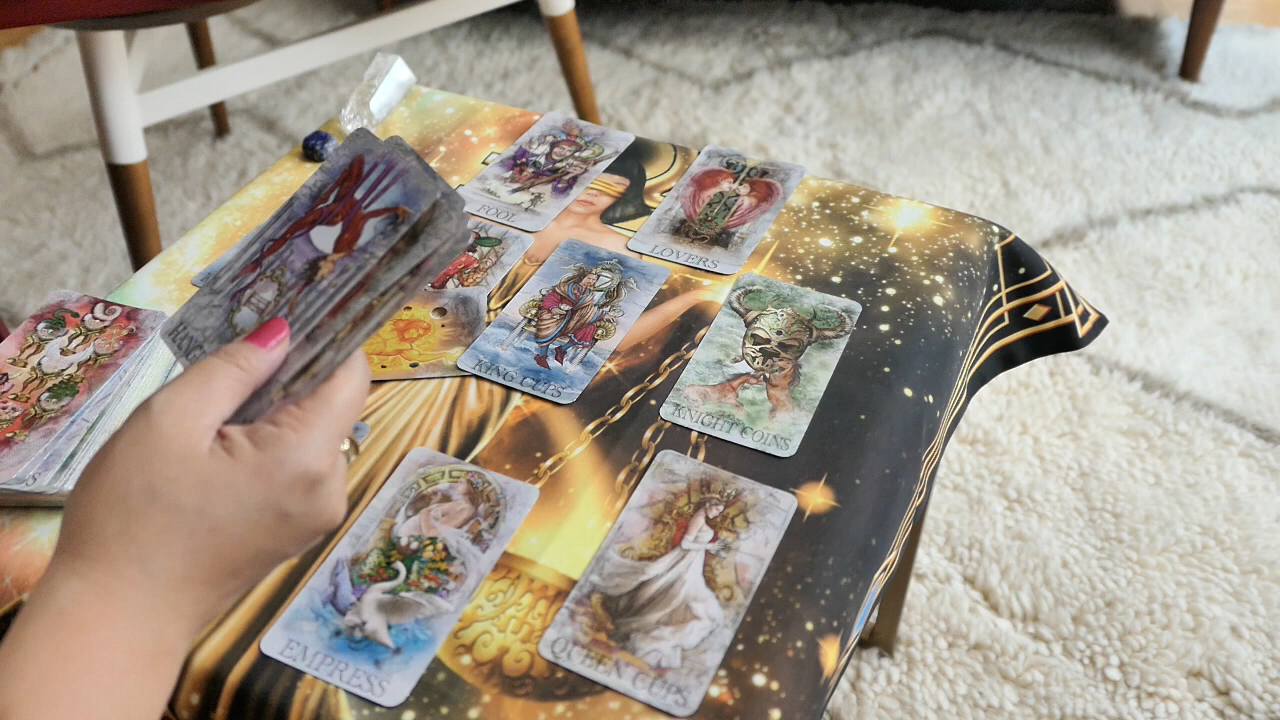 FOOL
LOVERS
KING CUPS
KNIGHT COINS
EMPRESS
QUEEN CUPS